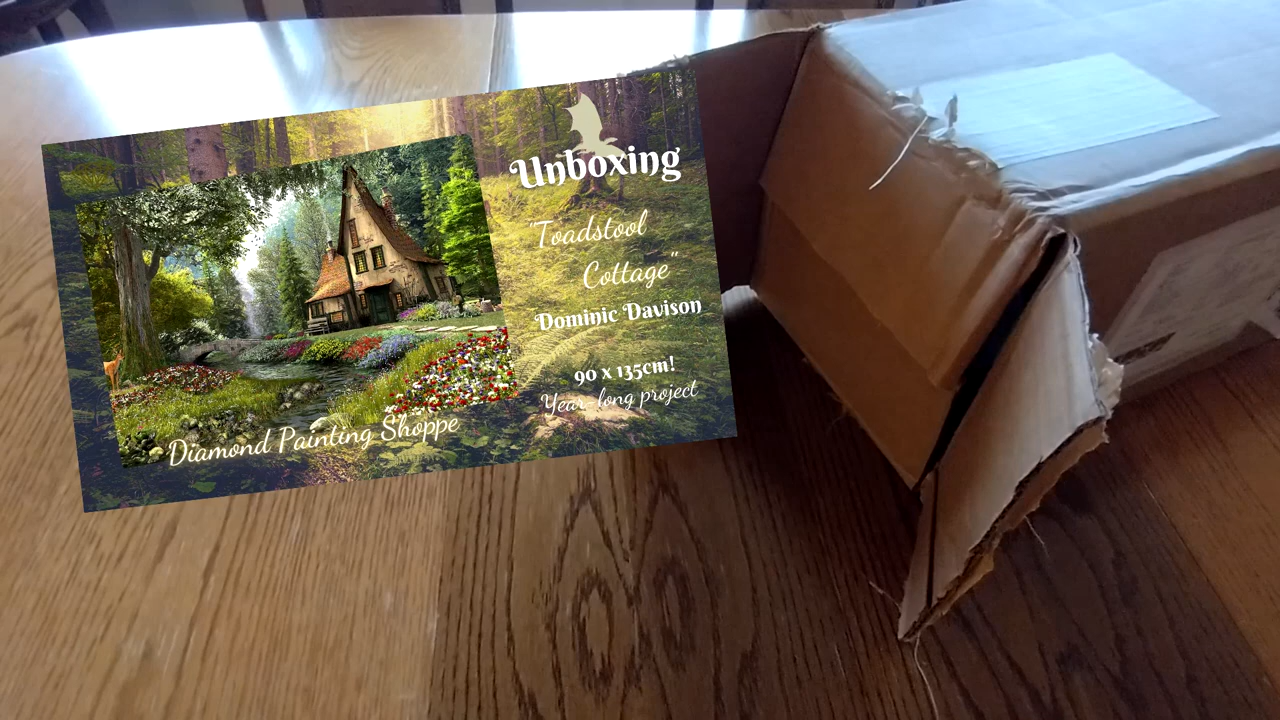 Unboxing
"Toadstool
Cottage"
Dominic Davison
90 x 135cm!
Year-long project
Diamond Painting Shoppe